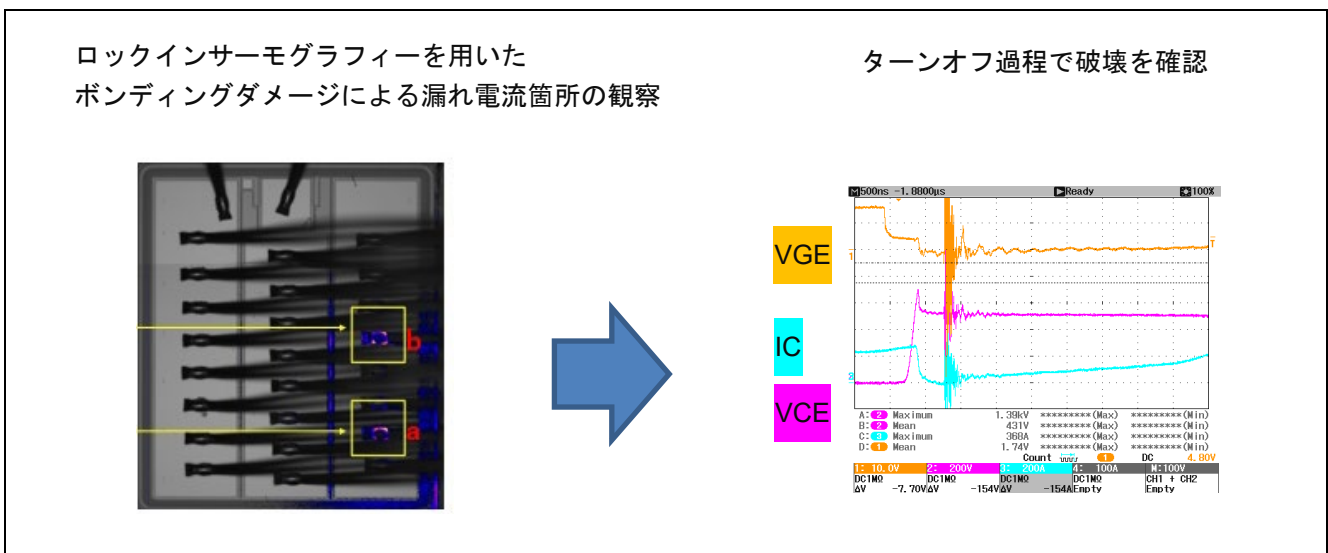 ロックインサーモグラフィーを用いた
ボンディングダメージによる漏れ電流箇所の観察
ターンオフ過程で破壊を確認
b
a
VGE
IC
VCE
M 500ns -1.8800μs Ready 100%
1
T
2
A: 2 Maximum 1.39kV *********(Max) *********(Min)
B: 2 Mean 431V *********(Max) *********(Min)
C: 3 Maximum 368A *********(Max) *********(Min)
D: 1 Mean 1.74V *********(Max) *********(Min)
Count 1 DC 4.80V
1: 10.0V 2: 200V 3: 200A 4: 100A M:100V
DC1MΩ DC1MΩ DC1MΩ DC1MΩ CH1 + CH2
ΔV -7.70V ΔV -154V ΔV -154A Empty Empty